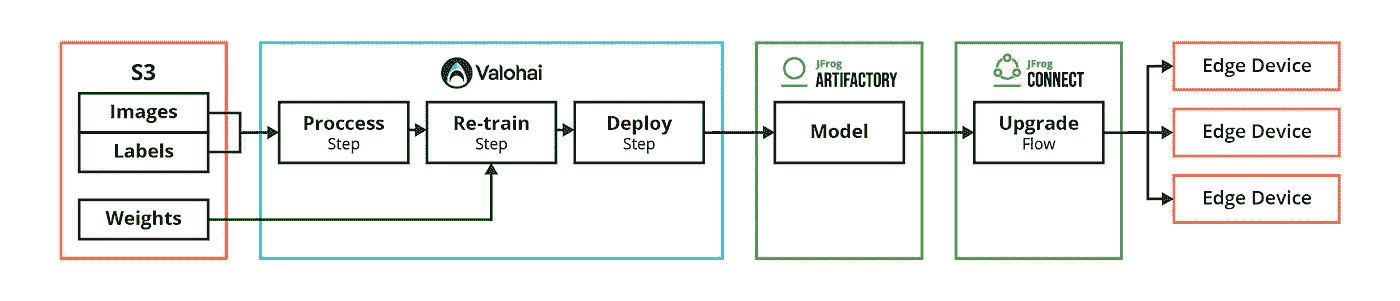 S3
Images
Labels
Weights
Valohai
Proccess
Step
Re-train
Step
Deploy
Step
JFrog
ARTIFACTORY
Model
JFrog
CONNECT
Upgrade
Flow
Edge Device
Edge Device
Edge Device